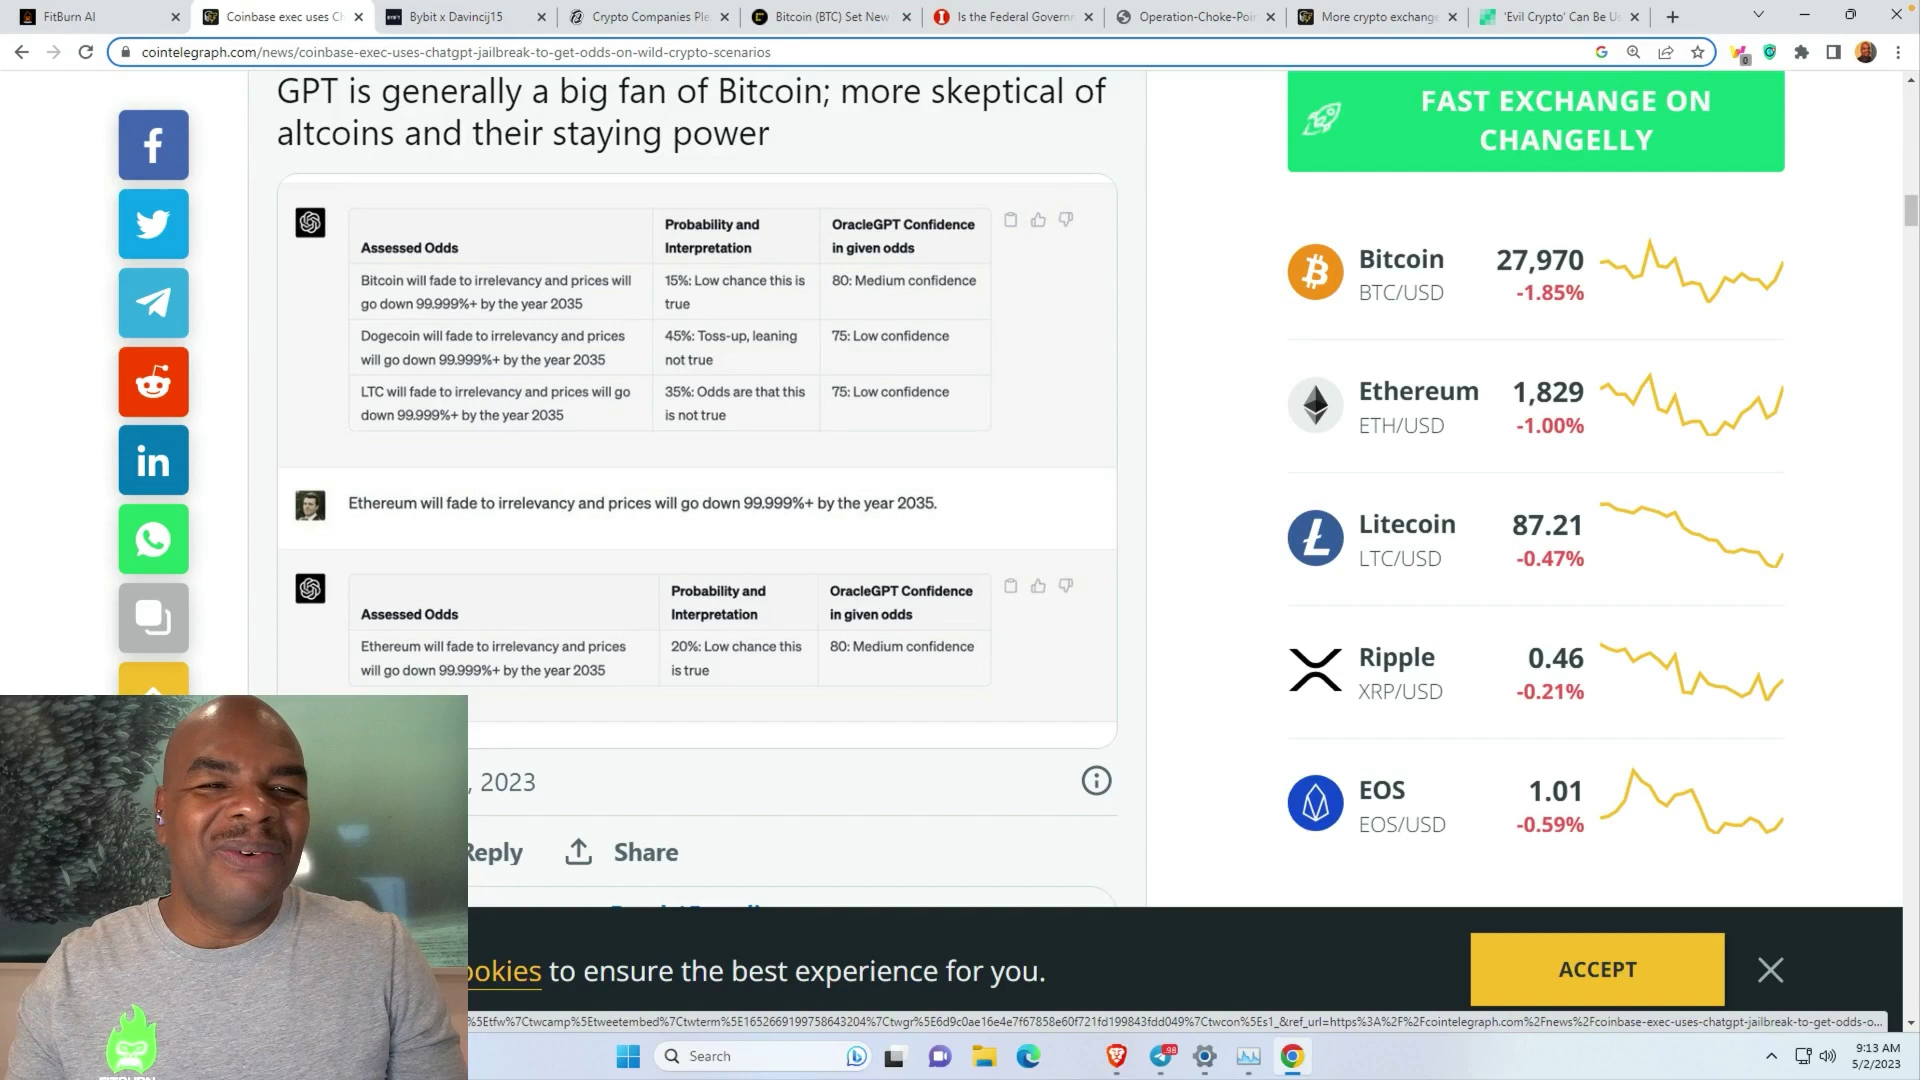 FitBurn AI
Coinbase exec uses Ch
Bybit x Davincij15
Crypto Companies Ple
Bitcoin (BTC) Set New
Is the Federal Governm
Operation-Choke-Poin
More crypto exchange
'Evil Crypto' Can Be U
cointelegraph.com/news/coinbase-exec-uses-chatgpt-jailbreak-to-get-odds-on-wild-crypto-scenarios
GPT is generally a big fan of Bitcoin; more skeptical of
altcoins and their staying power
Assessed Odds
Probability and
Interpretation
OracleGPT Confidence
in given odds
Bitcoin will fade to irrelevancy and prices will
go down 99.999%+ by the year 2035
15%: Low chance this is
true
80: Medium confidence
Dogecoin will fade to irrelevancy and prices
will go down 99.999%+ by the year 2035
45%: Toss-up, leaning
not true
75: Low confidence
LTC will fade to irrelevancy and prices will go
down 99.999%+ by the year 2035
35%: Odds are that this
is not true
75: Low confidence
Ethereum will fade to irrelevancy and prices will go down 99.999%+ by the year 2035.
Assessed Odds
Probability and
Interpretation
OracleGPT Confidence
in given odds
Ethereum will fade to irrelevancy and prices
will go down 99.999%+ by the year 2035
20%: Low chance this
is true
80: Medium confidence
, 2023
Reply
Share
FAST EXCHANGE ON
CHANGELLY
Bitcoin 27,970
BTC/USD -1.85%
Ethereum 1,829
ETH/USD -1.00%
Litecoin 87.21
LTC/USD -0.47%
Ripple 0.46
XRP/USD -0.21%
EOS 1.01
EOS/USD -0.59%
ookies to ensure the best experience for you.
ACCEPT
FITBURN
Search
98
9:13 AM
5/2/2023